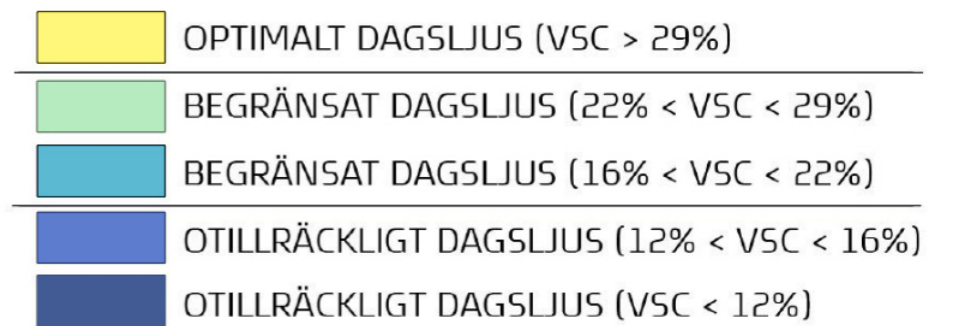 OPTIMALT DAGSLJUS (VSC > 29%)
BEGRÄNSAT DAGSLJUS (22% < VSC < 29%)
BEGRÄNSAT DAGSLJUS (16% < VSC < 22%)
OTILLRÄCKLIGT DAGSLJUS (12% < VSC < 16%)
OTILLRÄCKLIGT DAGSLJUS (VSC < 12%)